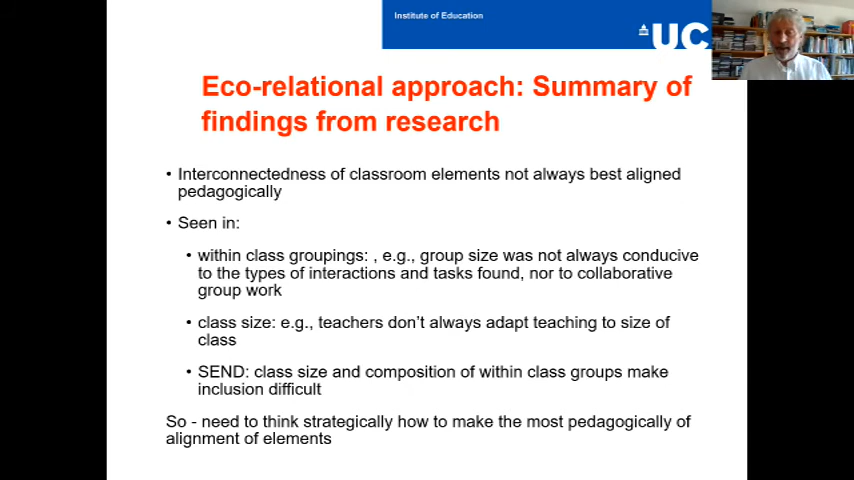 Institute of Education
UC
Eco-relational approach: Summary of
findings from research
• Interconnectedness of classroom elements not always best aligned
pedagogically
• Seen in:
• within class groupings: , e.g., group size was not always conducive
to the types of interactions and tasks found, nor to collaborative
group work
• class size: e.g., teachers don’t always adapt teaching to size of
class
• SEND: class size and composition of within class groups make
inclusion difficult
So - need to think strategically how to make the most pedagogically of
alignment of elements